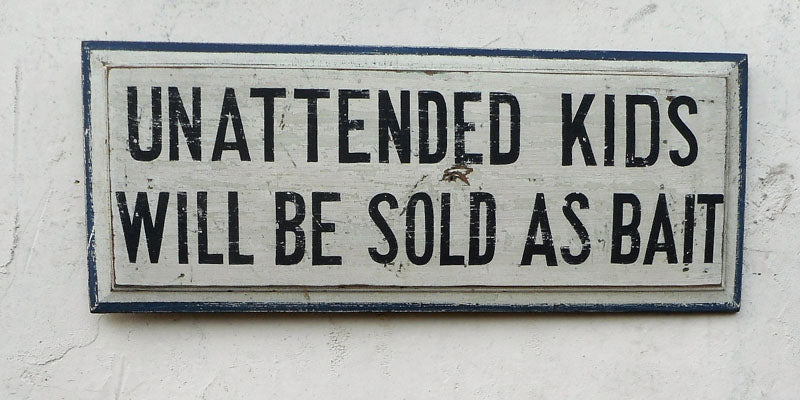 UNATTENDED KIDS
WILL BE SOLD AS BAIT